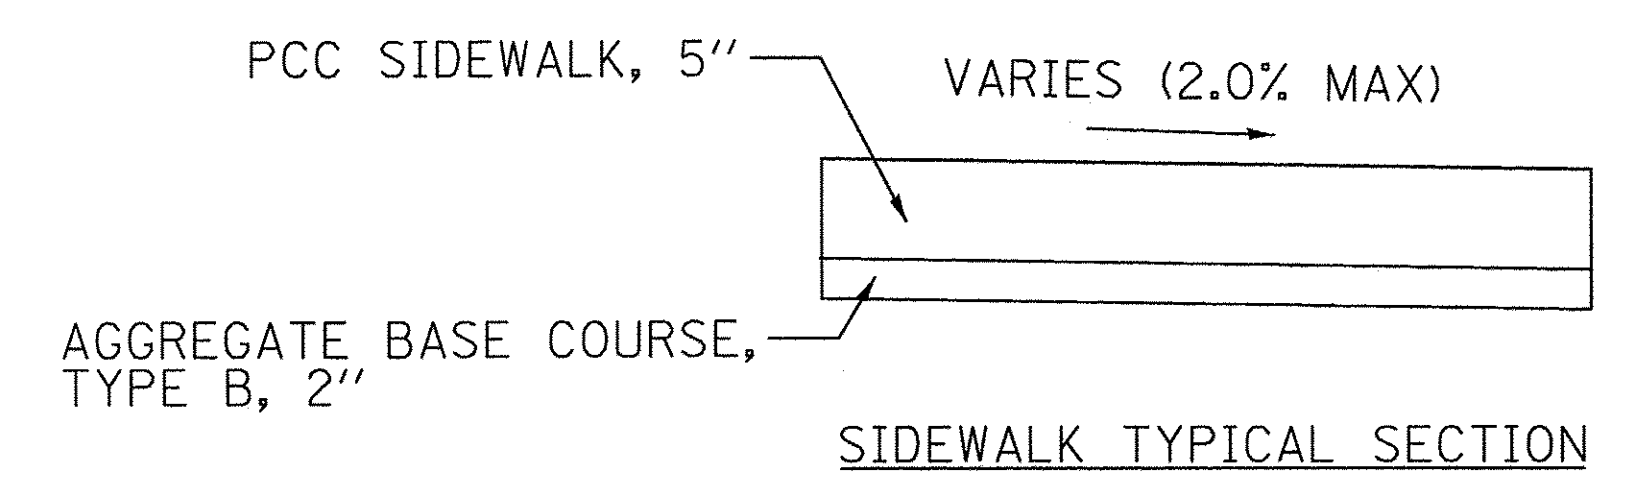 PCC SIDEWALK, 5"
VARIES (2.0% MAX)
AGGREGATE BASE COURSE,
TYPE B, 2"
SIDEWALK TYPICAL SECTION